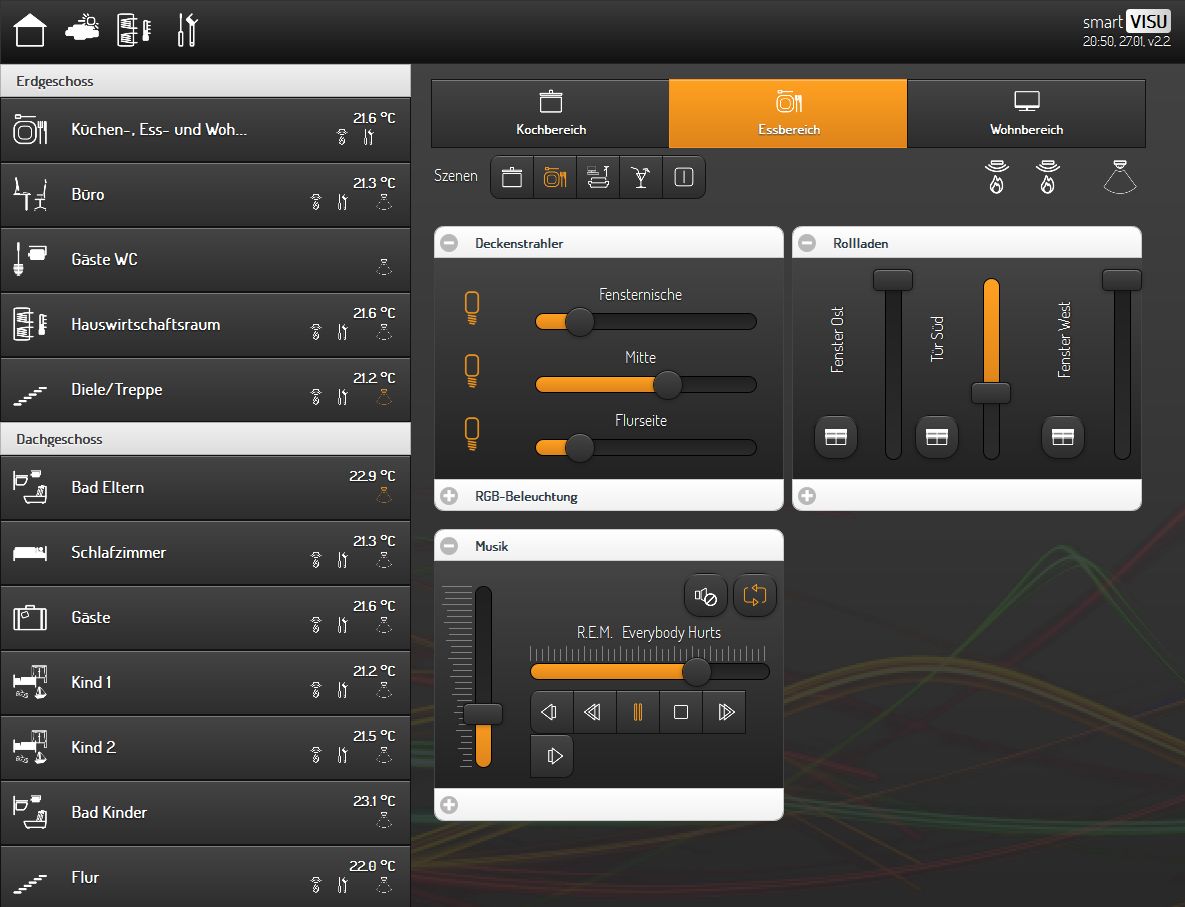 smart VISU
20:50, 27.01, v2.2
Erdgeschoss
Küchen-, Ess- und Woh...
21.6 °C
Büro
21.3 °C
Gäste WC
Hauswirtschaftsraum
21.6 °C
Diele/Treppe
21.2 °C
Dachgeschoss
Bad Eltern
22.9 °C
Schlafzimmer
21.3 °C
Gäste
21.6 °C
Kind 1
21.2 °C
Kind 2
21.5 °C
Bad Kinder
23.1 °C
Flur
22.0 °C
Kochbereich
Essbereich
Wohnbereich
Szenen
Deckenstrahler
Fensternische
Mitte
Flurseite
RGB-Beleuchtung
Rollladen
Fenster Ost
Tür Süd
Fenster West
Musik
R.E.M. Everybody Hurts